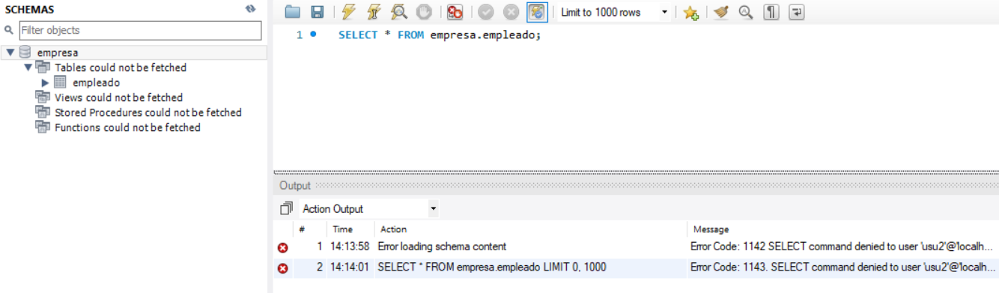 SCHEMAS
Filter objects
empresa
Tables could not be fetched
empleado
Views could not be fetched
Stored Procedures could not be fetched
Functions could not be fetched
Limit to 1000 rows
1 SELECT * FROM empresa.empleado;
Output
Action Output
# Time Action Message
1 14:13:58 Error loading schema content Error Code: 1142 SELECT command denied to user 'usu2'@'localh...
2 14:14:01 SELECT * FROM empresa.empleado LIMIT 0, 1000 Error Code: 1143. SELECT command denied to user 'usu2'@'localh...